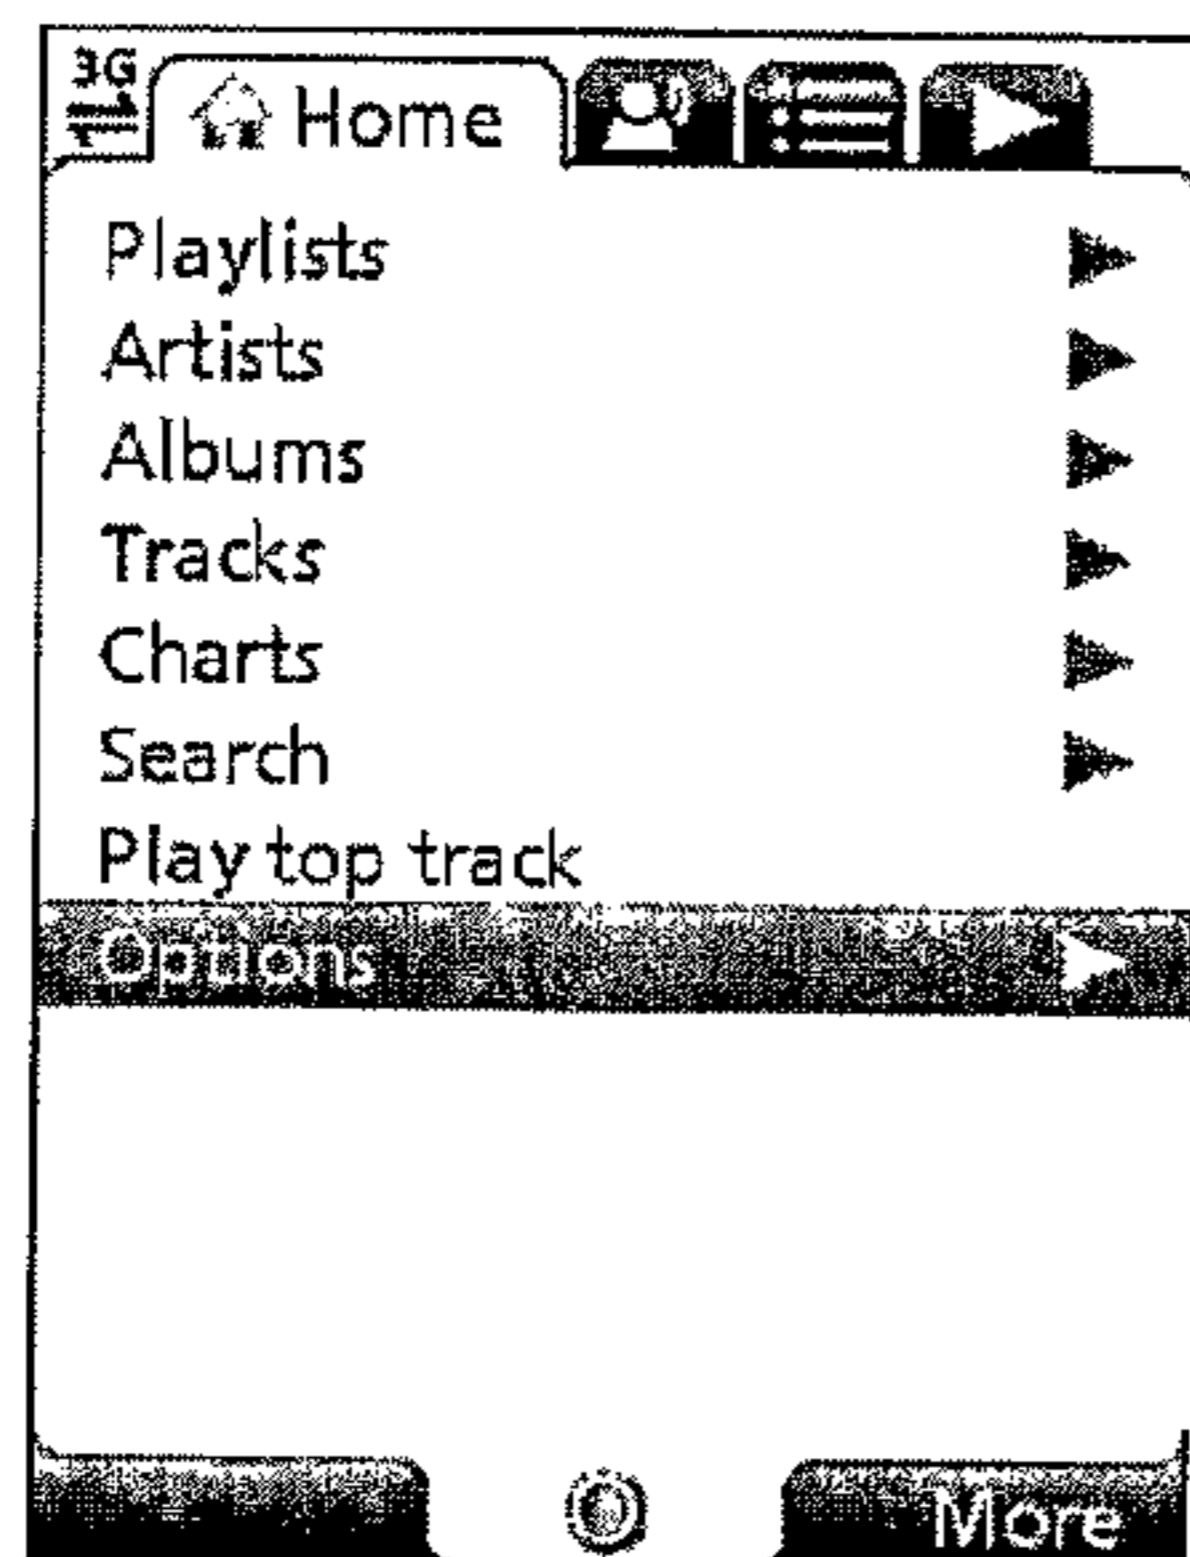 3G
Home
Playlists
Artists
Albums
Tracks
Charts
Search
Play top track
Options
More